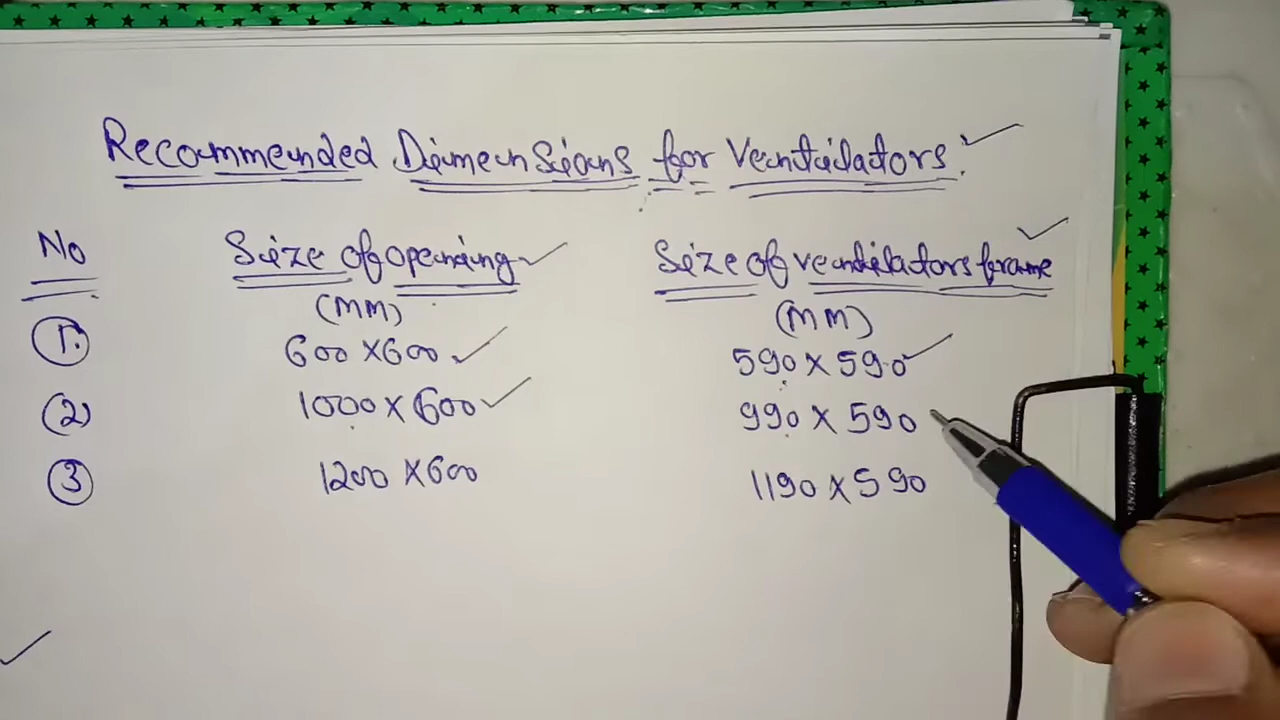 Recommended Dimensions for Ventilators.
No Size of opening Size of ventilators frame
(MM) (MM)
1. 600 X 600 590 X 590
(2) 1000 X 600 990 X 590
3 1200 X 600 1190 X 590